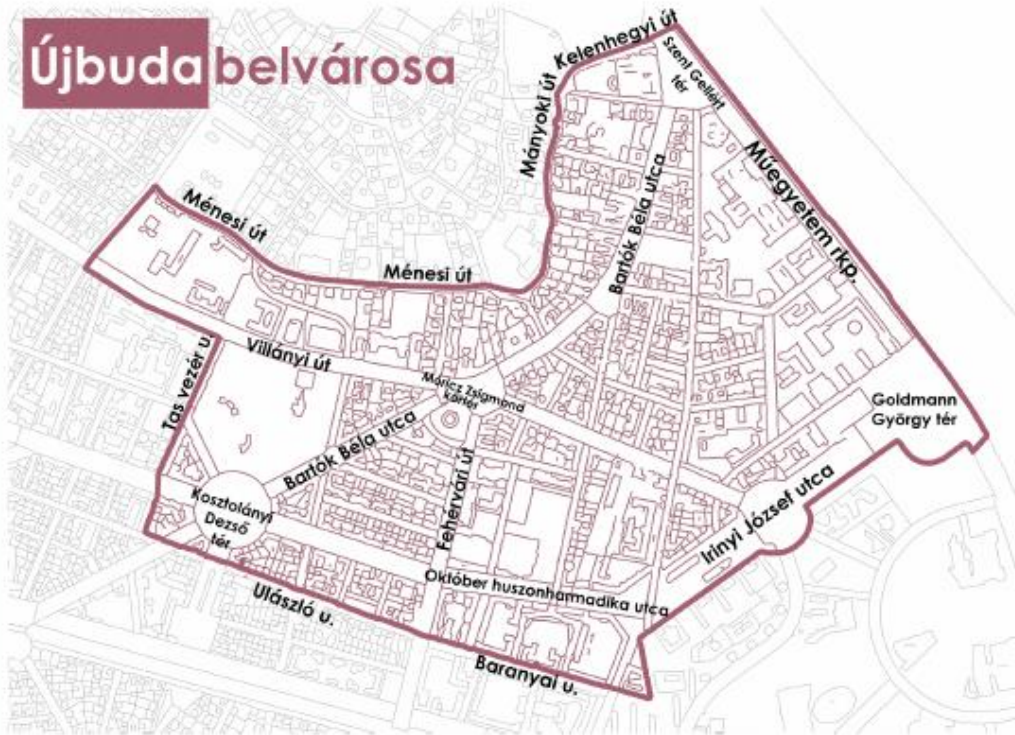 Újbuda belvárosa
Kelenhegyi út
Szent Gellért
tér
Mányoki út
Műegyetem rkp.
Bartók Béla utca
Ménesi út
Ménesi út
Villányi út
Tas vezér u.
Móricz Zsigmond
körtér
Goldmann
György tér
Bartók Béla utca
Kosztolányi
Dezső
tér
Fehérvári út
Irinyi József utca
Október huszonharmadika utca
Ulászló u.
Baranyai u.